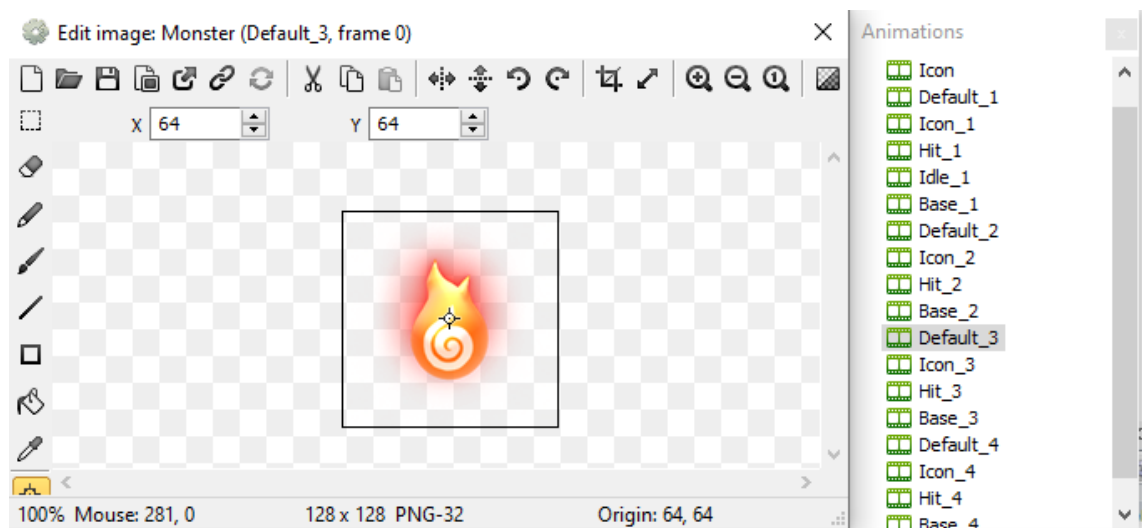 Edit image: Monster (Default_3, frame 0)
Animations
X 64 Y 64
Icon
Default_1
Icon_1
Hit_1
Idle_1
Base_1
Default_2
Icon_2
Hit_2
Base_2
Default_3
Icon_3
Hit_3
Base_3
Default_4
Icon_4
Hit_4
Base_4
100% Mouse: 281, 0 128 x 128 PNG-32 Origin: 64, 64